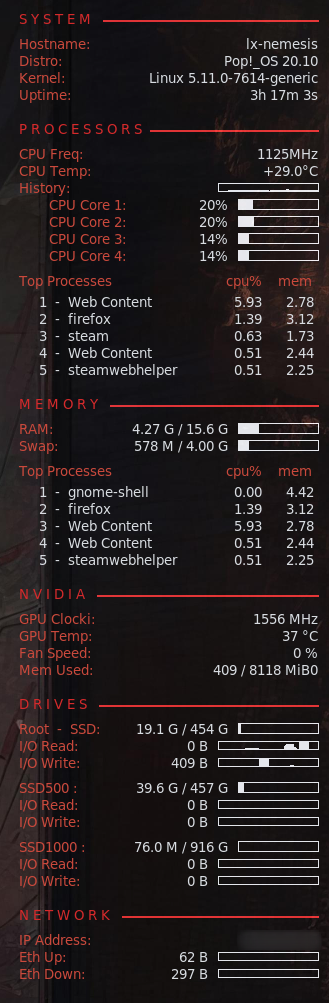 SYSTEM
Hostname: lx-nemesis
Distro: Pop!_OS 20.10
Kernel: Linux 5.11.0-7614-generic
Uptime: 3h 17m 3s
PROCESSORS
CPU Freq: 1125MHz
CPU Temp: +29.0°C
History:
CPU Core 1: 20%
CPU Core 2: 20%
CPU Core 3: 14%
CPU Core 4: 14%
Top Processes cpu% mem
1 - Web Content 5.93 2.78
2 - firefox 1.39 3.12
3 - steam 0.63 1.73
4 - Web Content 0.51 2.44
5 - steamwebhelper 0.51 2.25
MEMORY
RAM: 4.27 G / 15.6 G
Swap: 578 M / 4.00 G
Top Processes cpu% mem
1 - gnome-shell 0.00 4.42
2 - firefox 1.39 3.12
3 - Web Content 5.93 2.78
4 - Web Content 0.51 2.44
5 - steamwebhelper 0.51 2.25
NVIDIA
GPU Clocki: 1556 MHz
GPU Temp: 37 °C
Fan Speed: 0 %
Mem Used: 409 / 8118 MiB0
DRIVES
Root - SSD: 19.1 G / 454 G
I/O Read: 0 B
I/O Write: 409 B
SSD500 : 39.6 G / 457 G
I/O Read: 0 B
I/O Write: 0 B
SSD1000 : 76.0 M / 916 G
I/O Read: 0 B
I/O Write: 0 B
NETWORK
IP Address:
Eth Up: 62 B
Eth Down: 297 B